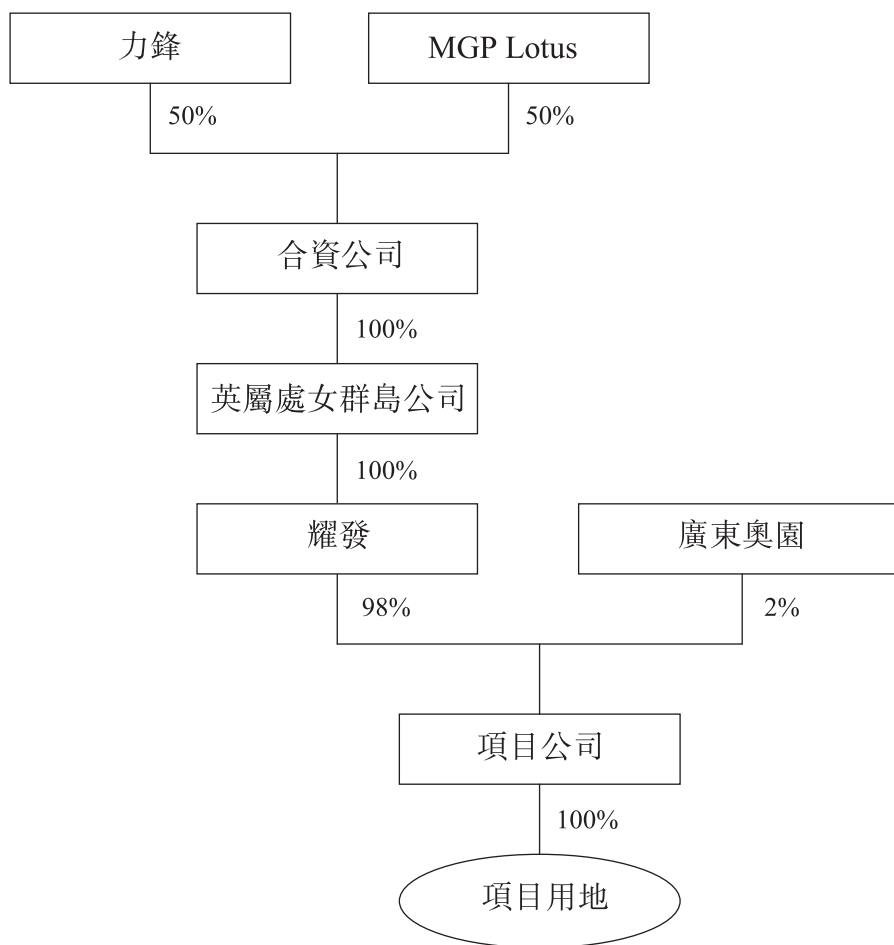 力鋒
MGP Lotus
50%
50%
合資公司
100%
英屬處女群島公司
100%
耀發
廣東奧園
98%
2%
項目公司
100%
項目用地